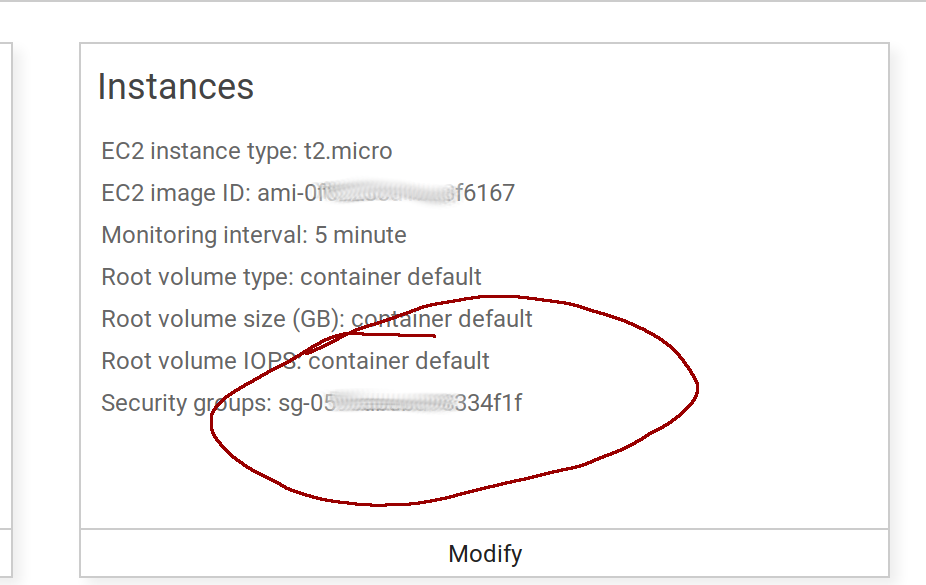 Instances
EC2 instance type: t2.micro
EC2 image ID: ami-0f f6167
Monitoring interval: 5 minute
Root volume type: container default
Root volume size (GB): container default
Root volume IOPS: container default
Security groups: sg-05 334f1f
Modify